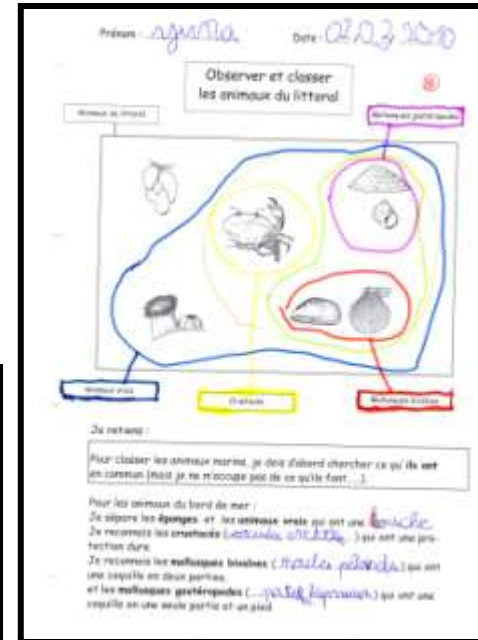 Prénom :
Date : 02 03 2010
Observer et classer
les animaux du littoral
Animaux du littoral
Mollusques gastéropodes
Animaux vrais
Crustacés
Mollusques bivalves
Je retiens :
Pour classer les animaux marins, je dois d'abord chercher ce qu'ils ont
en commun (mais je ne m'occupe pas de ce qu'ils font ...).
Pour les animaux du bord de mer :
Je sépare les éponges et les animaux vrais qui ont une bouche
Je reconnais les crustacés ( ) qui ont une pro-
tection dure.
Je reconnais les mollusques bivalves (moules ) qui ont
une coquille en deux parties.
et les mollusques gastéropodes ( ) qui ont une
coquille en une seule partie et un pied.